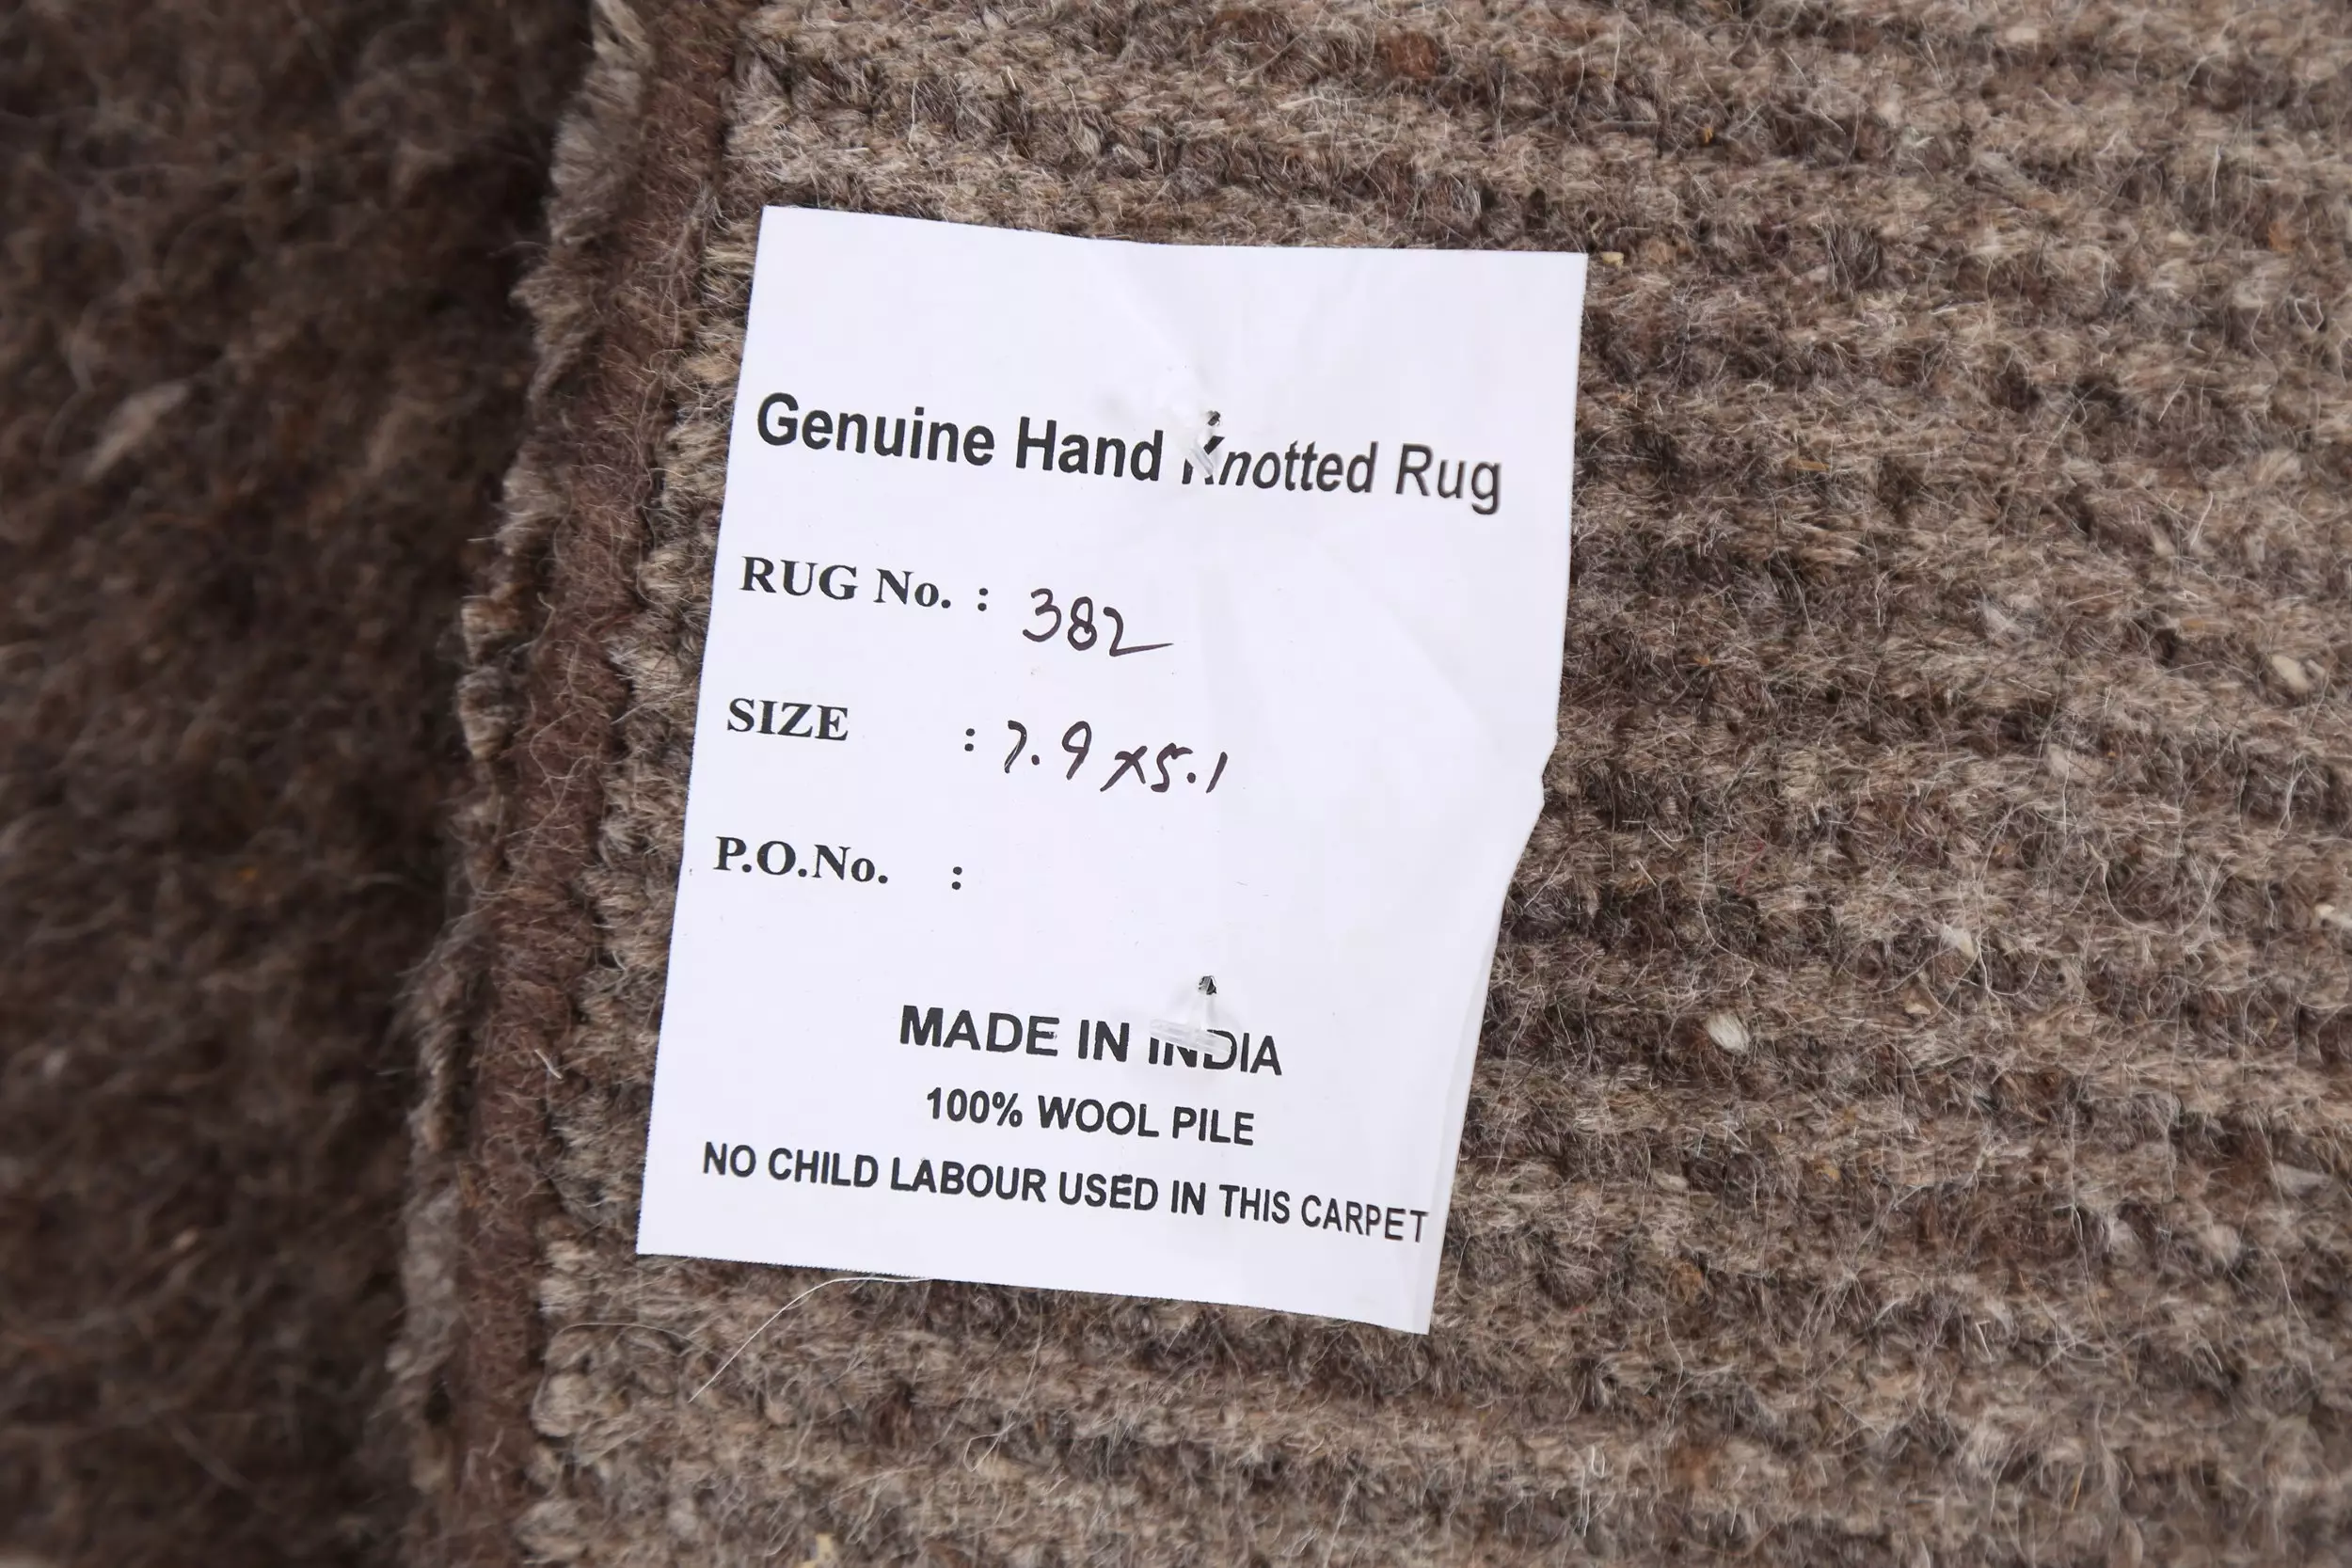 Genuine Hand Knotted Rug
RUG No. : 382
SIZE : 7.9 x 5.1
P.O.No. :
MADE IN INDIA
100% WOOL PILE
NO CHILD LABOUR USED IN THIS CARPET